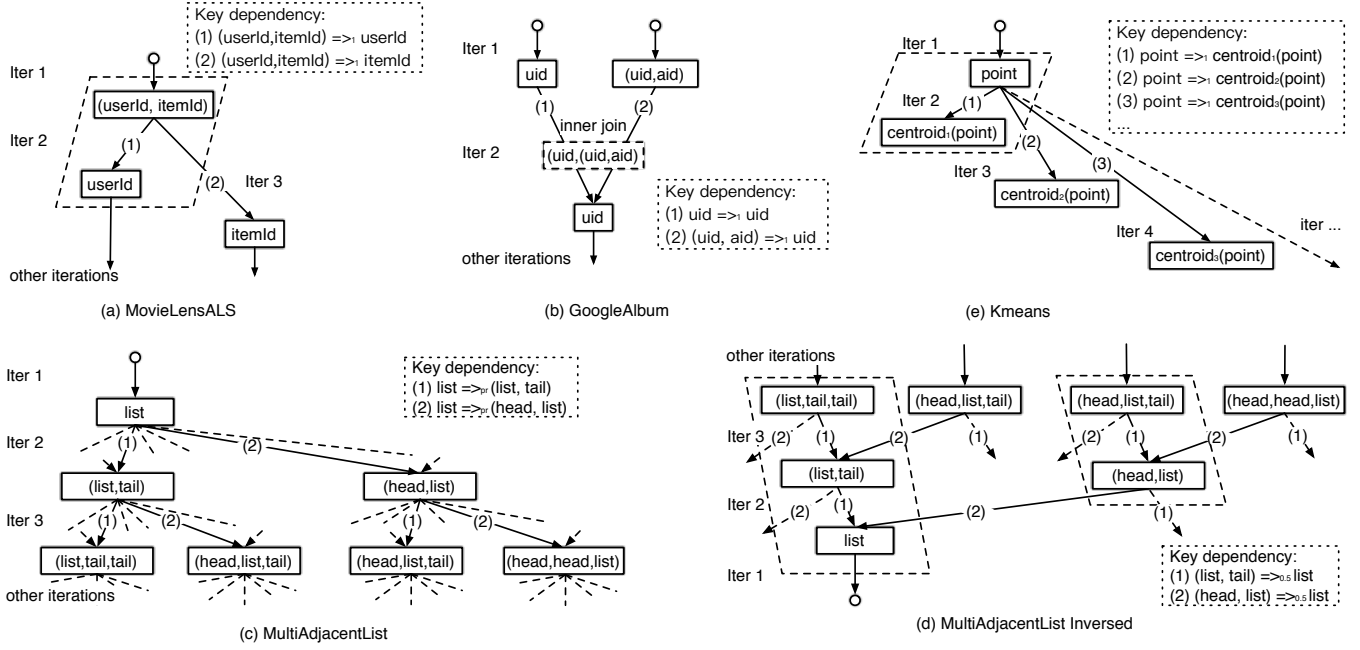 Key dependency:
(1) (userId,itemId) =>₁ userId
(2) (userId,itemId) =>₁ itemId
Iter 1
(userId, itemId)
Iter 2
(1)
userId
(2)
Iter 3
itemId
other iterations
(a) MovieLensALS
Iter 1
uid
(uid,aid)
(1)
(2)
inner join
Iter 2
(uid,(uid,aid)
uid
Key dependency:
(1) uid =>₁ uid
(2) (uid, aid) =>₁ uid
other iterations
(b) GoogleAlbum
Iter 1
point
Key dependency:
(1) point =>₁ centroid₁(point)
(2) point =>₁ centroid₂(point)
(3) point =>₁ centroid₃(point)
...
Iter 2
(1)
centroid₁(point)
(2)
(3)
Iter 3
centroid₂(point)
Iter 4
centroid₃(point)
iter ...
(e) Kmeans
Iter 1
list
Key dependency:
(1) list =>ₚᵣ (list, tail)
(2) list =>ₚᵣ (head, list)
Iter 2
(1)
(2)
(list,tail)
(head,list)
Iter 3
(1)
(2)
(1)
(2)
(list,tail,tail)
(head,list,tail)
(head,list,tail)
(head,head,list)
other iterations
(c) MultiAdjacentList
other iterations
(list,tail,tail)
(head,list,tail)
(head,list,tail)
(head,head,list)
Iter 3
(2)
(1)
(2)
(1)
(2)
(1)
(2)
(1)
(list,tail)
(head,list)
Iter 2
(2)
(1)
(2)
(1)
list
Iter 1
Key dependency:
(1) (list, tail) =>₀.₅ list
(2) (head, list) =>₀.₅ list
(d) MultiAdjacentList Inversed